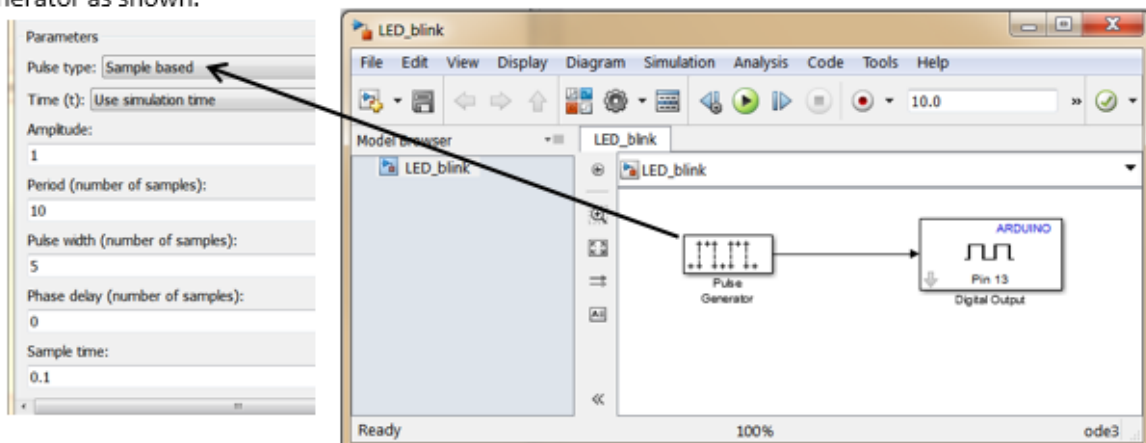 nerator as shown.
Parameters
Pulse type: Sample based
Time (t): Use simulation time
Amplitude:
1
Period (number of samples):
10
Pulse width (number of samples):
5
Phase delay (number of samples):
0
Sample time:
0.1
LED_blink
File Edit View Display Diagram Simulation Analysis Code Tools Help
10.0 »
Model Browser LED_blink
LED_blink
LED_blink
ARDUINO
Pulse
Generator
Pin 13
Digital Output
«
Ready 100% ode3